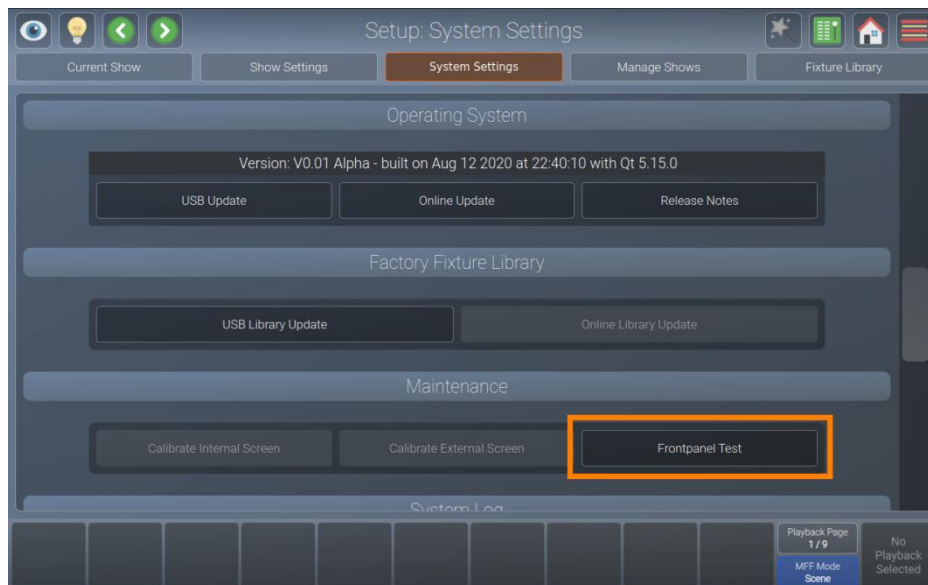 Setup: System Settings
Current Show
Show Settings
System Settings
Manage Shows
Fixture Library
Operating System
Version: V0.01 Alpha - built on Aug 12 2020 at 22:40:10 with Qt 5.15.0
USB Update
Online Update
Release Notes
Factory Fixture Library
USB Library Update
Online Library Update
Maintenance
Calibrate Internal Screen
Calibrate External Screen
Frontpanel Test
System Log
Playback Page
1 / 9
MFF Mode
Scene
No
Playback
Selected